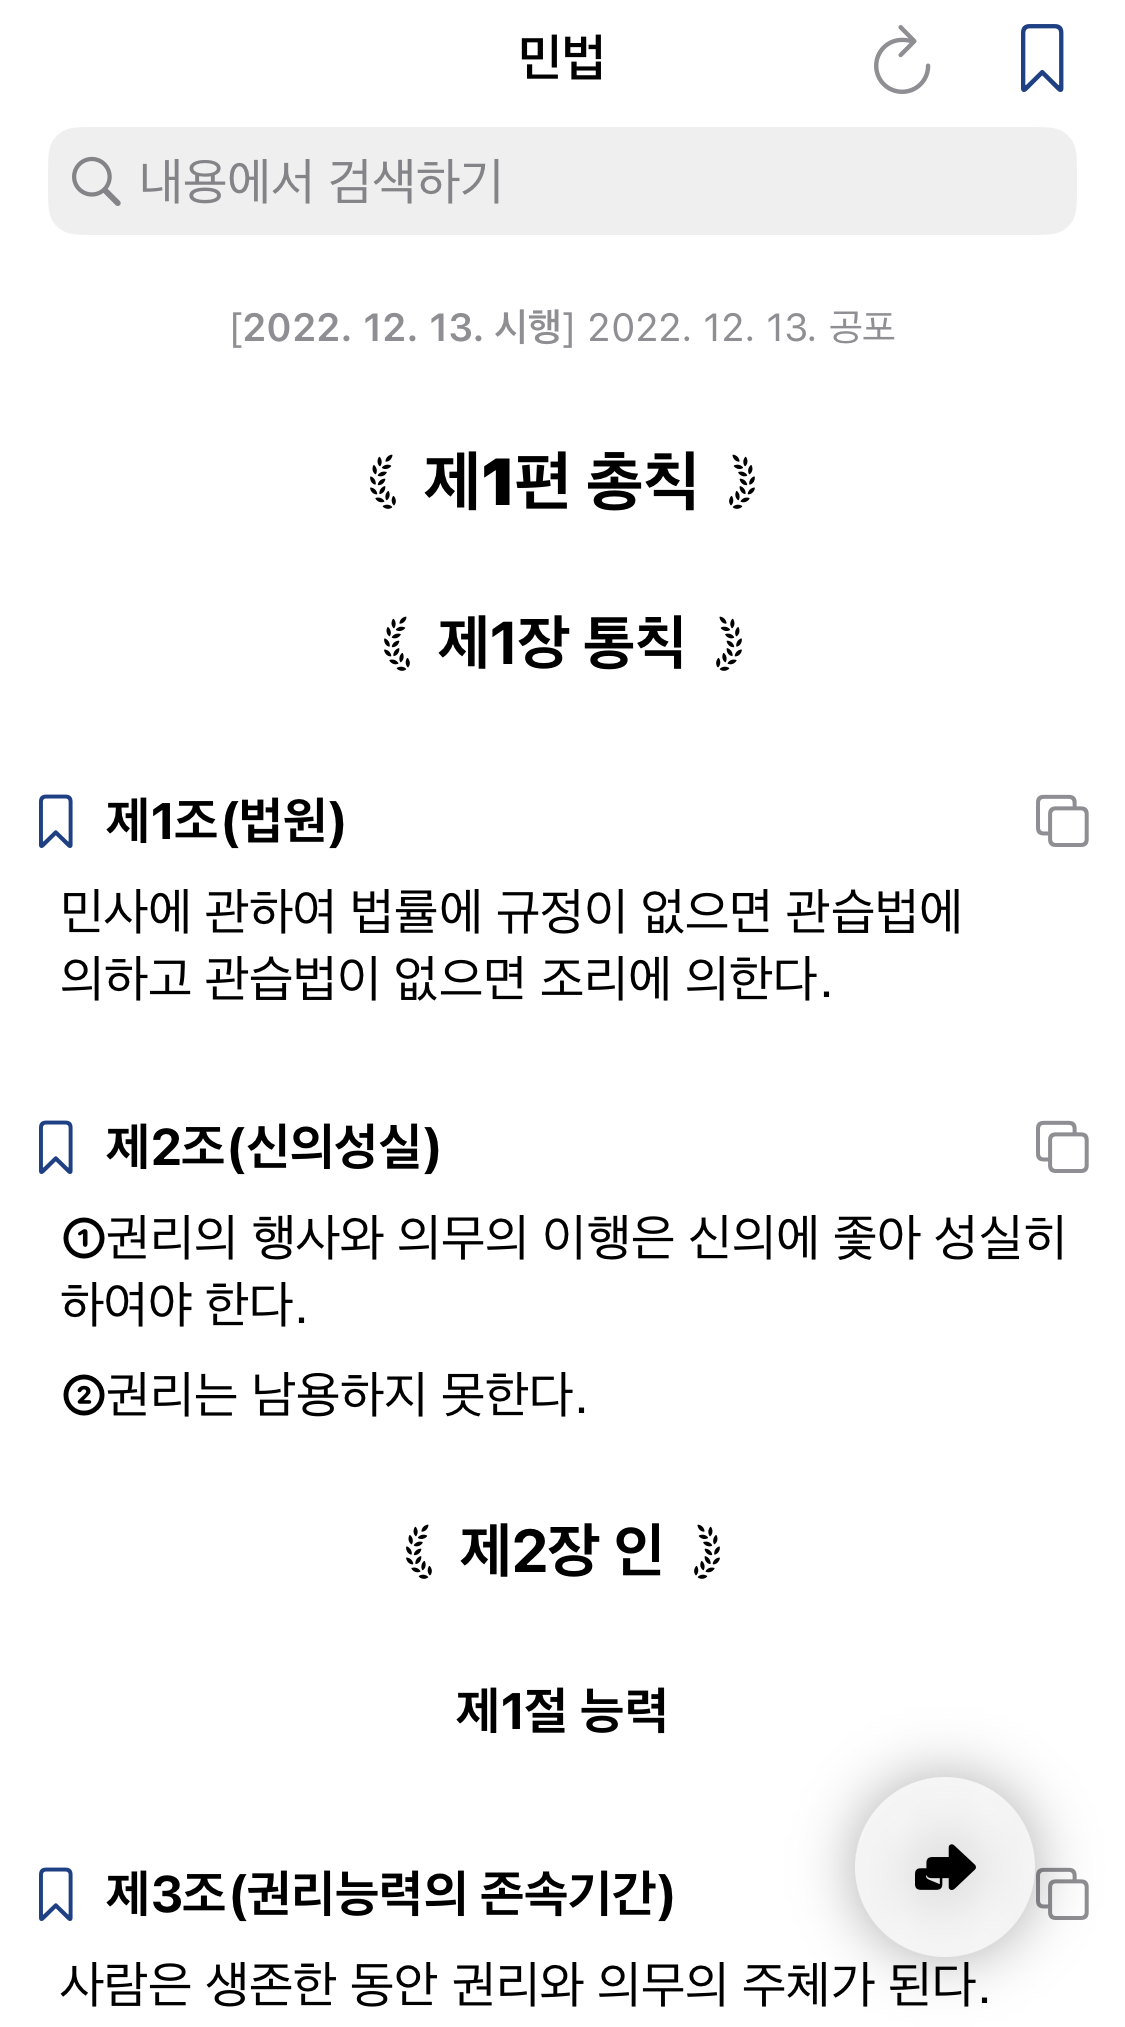 민법
내용에서 검색하기
[2022. 12. 13. 시행] 2022. 12. 13. 공포
제1편 총칙
제1장 통칙
제1조(법원)
민사에 관하여 법률에 규정이 없으면 관습법에
의하고 관습법이 없으면 조리에 의한다.
제2조(신의성실)
①권리의 행사와 의무의 이행은 신의에 좇아 성실히
하여야 한다.
②권리는 남용하지 못한다.
제2장 인
제1절 능력
제3조(권리능력의 존속기간)
사람은 생존한 동안 권리와 의무의 주체가 된다.